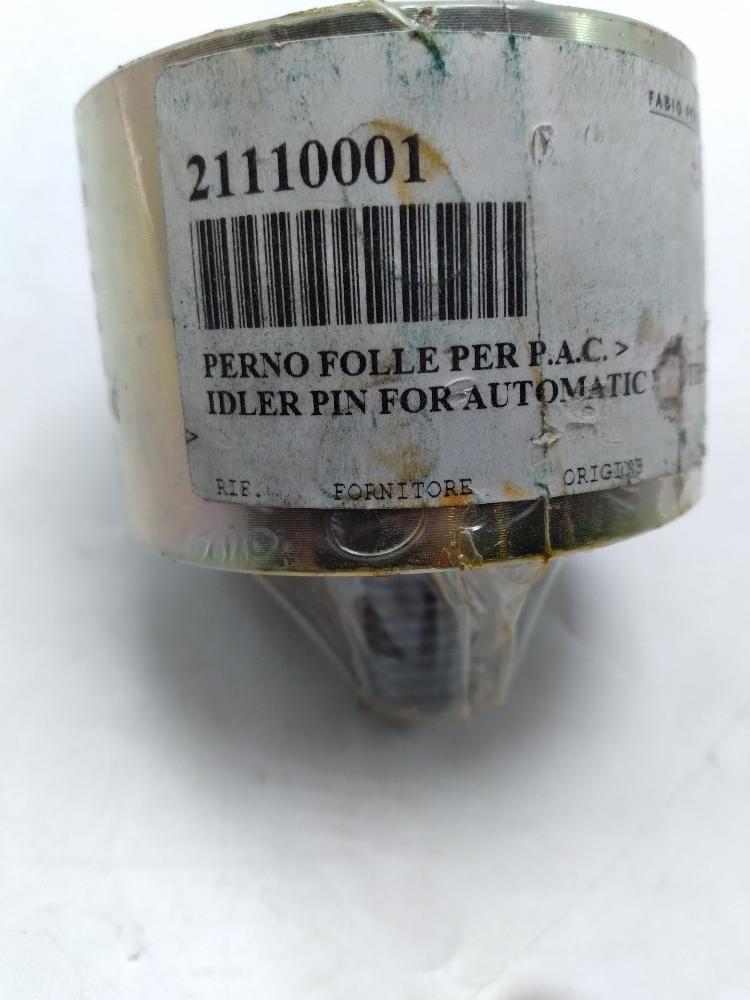 FABIO
21110001
PERNO FOLLE PER P.A.C. >
IDLER PIN FOR AUTOMATIC
>
RIF. FORNITORE ORIGINE